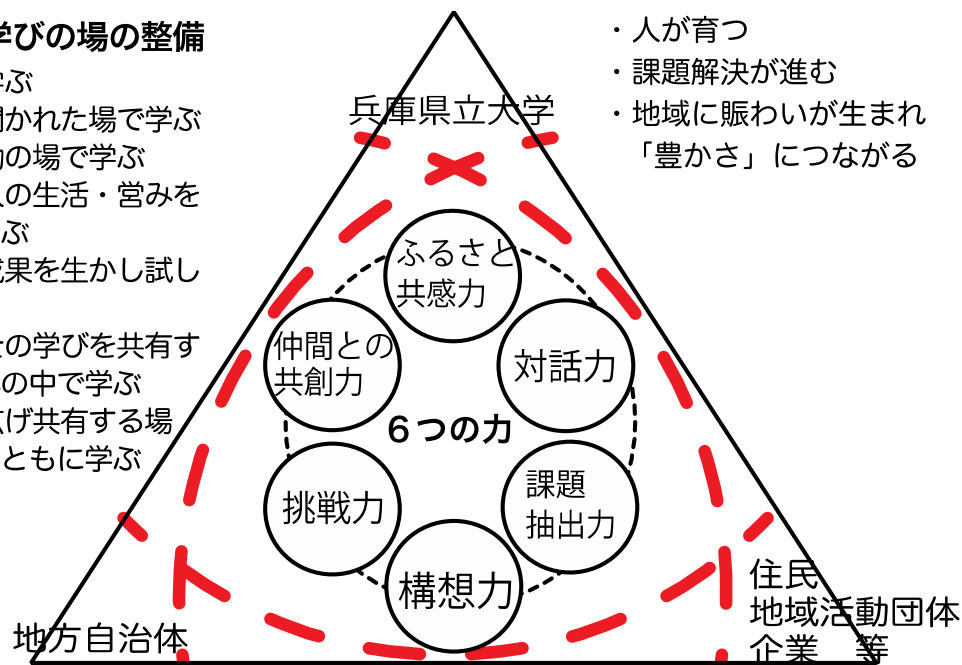 学びの場の整備
学ぶ
開かれた場で学ぶ
の場で学ぶ
人の生活・営みを
ぶ
成果を生かし試し
の学びを共有す
の中で学ぶ
広げ共有する場
ともに学ぶ
・人が育つ
・課題解決が進む
・地域に賑わいが生まれ
「豊かさ」につながる
兵庫県立大学
ふるさと
共感力
仲間との
共創力
対話力
6つの力
挑戦力
課題
抽出力
構想力
地方自治体
住民
地域活動団体
企業 等